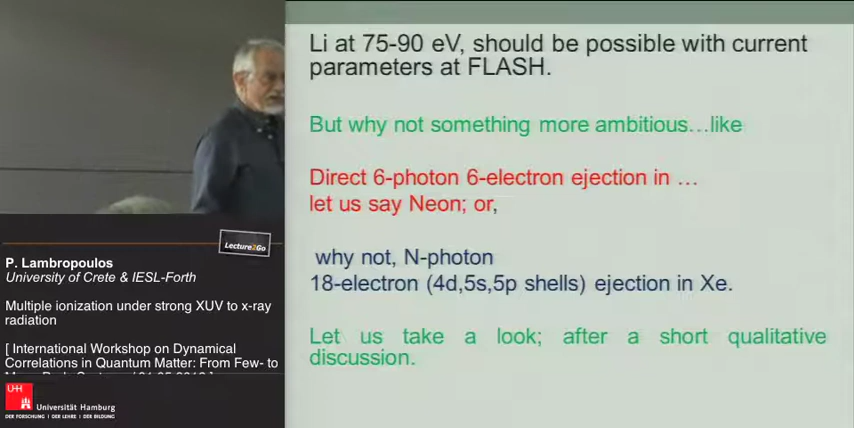 Li at 75-90 eV, should be possible with current
parameters at FLASH.
But why not something more ambitious…like
Direct 6-photon 6-electron ejection in …
let us say Neon; or,
why not, N-photon
18-electron (4d,5s,5p shells) ejection in Xe.
Let us take a look; after a short qualitative
discussion.
Lecture2Go
P. Lambropoulos
University of Crete & IESL-Forth
Multiple ionization under strong XUV to x-ray
radiation
[ International Workshop on Dynamical
Correlations in Quantum Matter: From Few- to
UH
Universität Hamburg
DER FORSCHUNG | DER LEHRE | DER BILDUNG